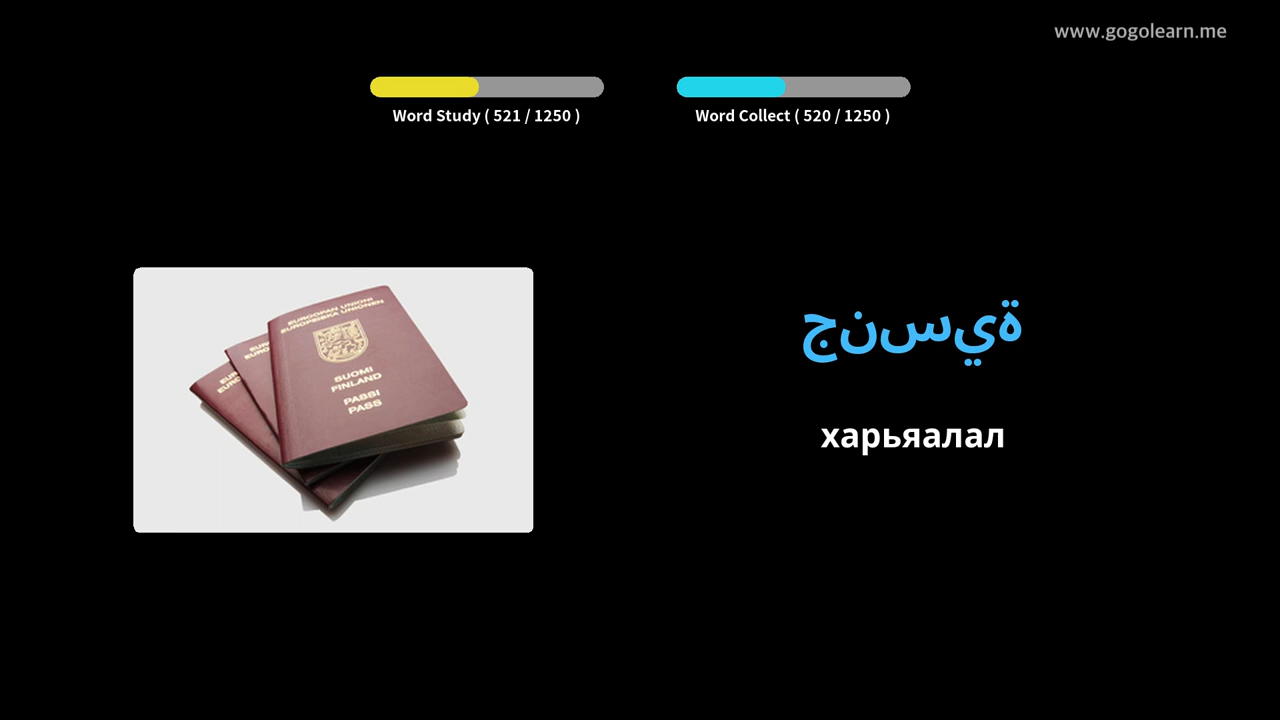 www.gogolearn.me
Word Study ( 521 / 1250 )
Word Collect ( 520 / 1250 )
EUROOPAN UNIONI
EUROPEISKA UNIONEN
SUOMI
FINLAND
PASSI
PASS
ةيسنج
харьяалал